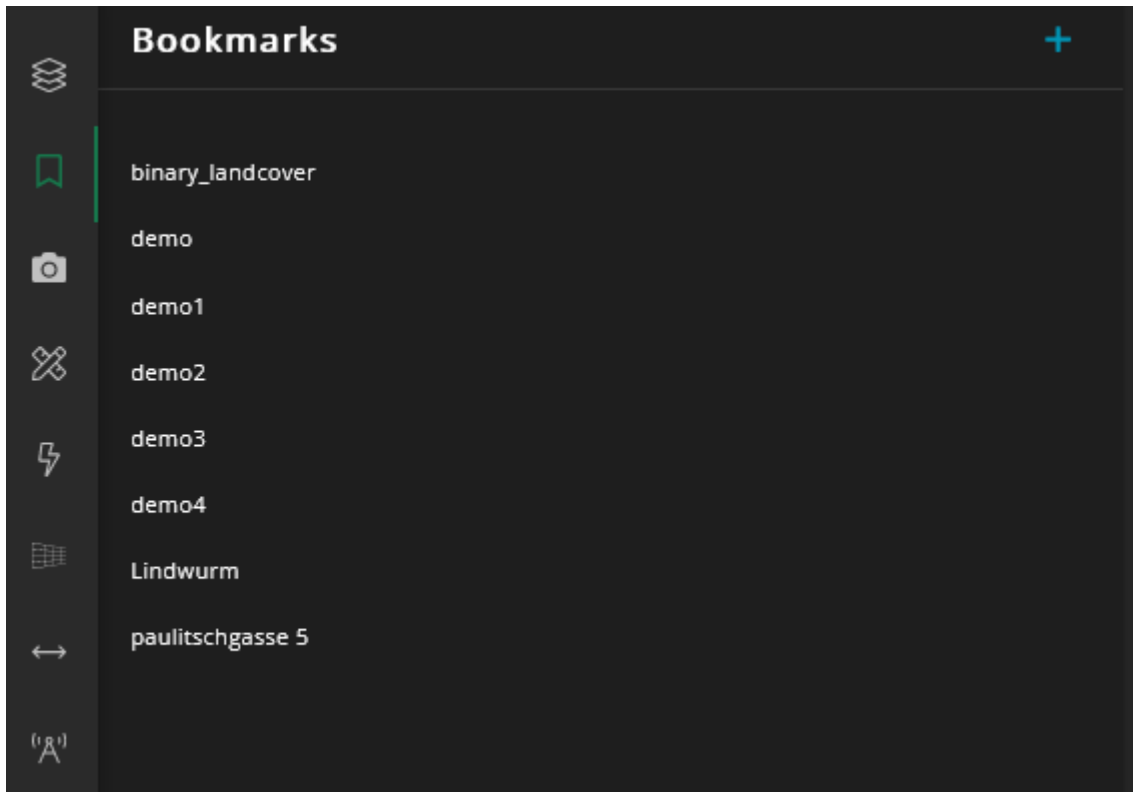 Bookmarks
binary_landcover
demo
demo1
demo2
demo3
demo4
Lindwurm
paulitschgasse 5